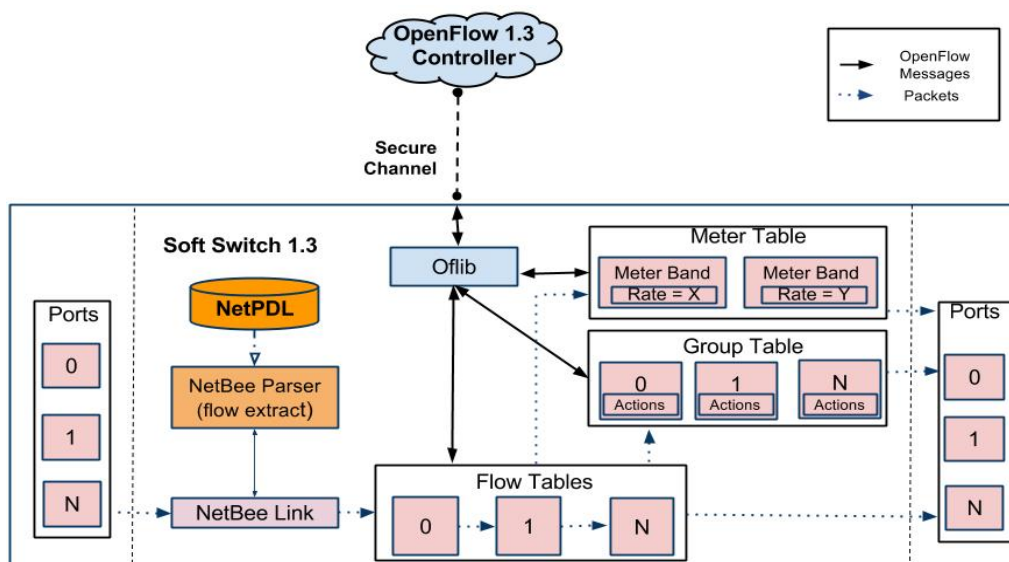 OpenFlow 1.3
Controller
OpenFlow
Messages
Packets
Secure
Channel
Soft Switch 1.3
Oflib
Meter Table
Meter Band
Rate = X
Meter Band
Rate = Y
NetPDL
Ports
0
1
N
NetBee Parser
(flow extract)
NetBee Link
Group Table
0
Actions
1
Actions
N
Actions
Flow Tables
0
1
N
Ports
0
1
N